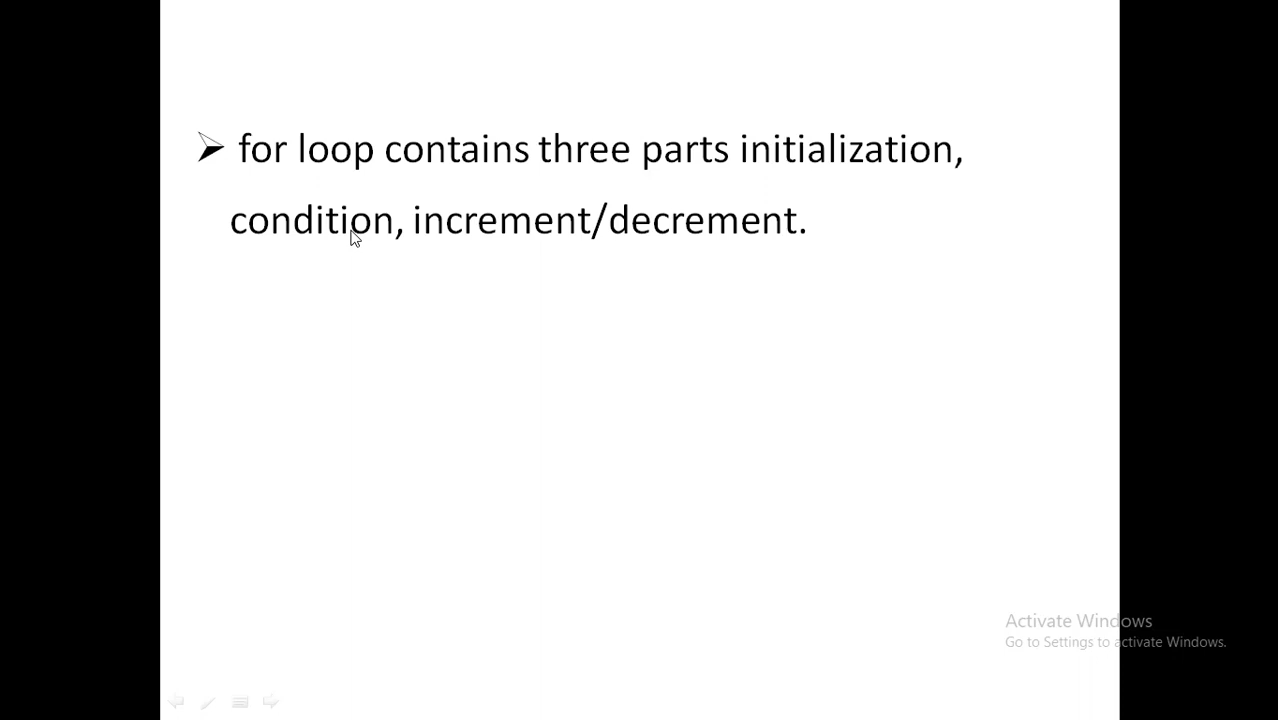 for loop contains three parts initialization,
condition, increment/decrement.
Activate Windows
Go to Settings to activate Windows.